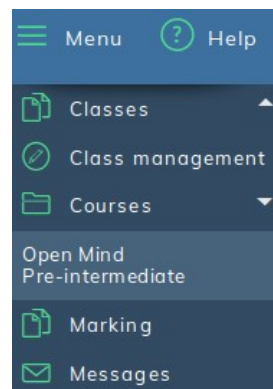 Menu ? Help
Classes
Class management
Courses
Open Mind
Pre-intermediate
Marking
Messages